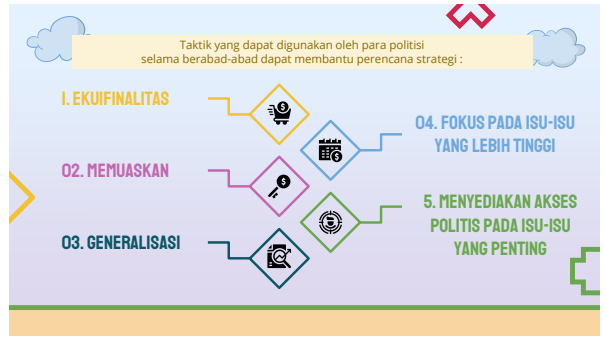 Taktik yang dapat digunakan oleh para politisi
selama berabad-abad dapat membantu perencana strategi :
1. EKUIFINALITAS
02. MEMUASKAN
03. GENERALISASI
04. FOKUS PADA ISU-ISU
YANG LEBIH TINGGI
5. MENYEDIAKAN AKSES
POLITIS PADA ISU-ISU
YANG PENTING